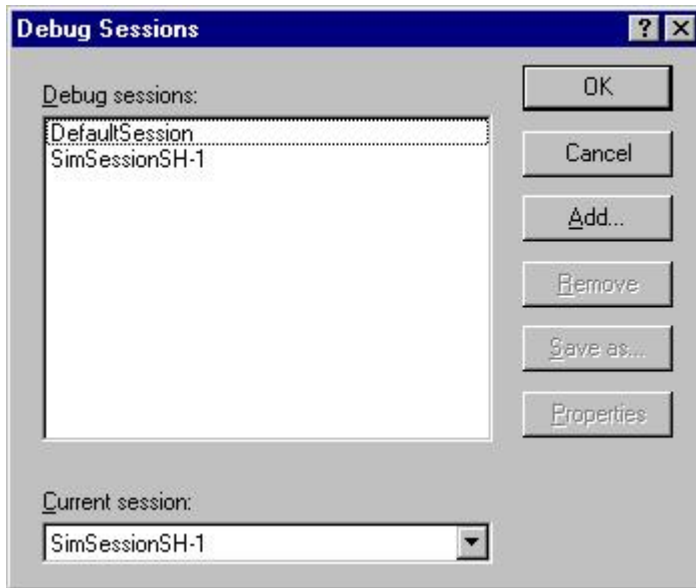 Debug Sessions
Debug sessions:
DefaultSession
SimSessionSH-1
OK
Cancel
Add...
Remove
Save as...
Properties
Current session:
SimSessionSH-1